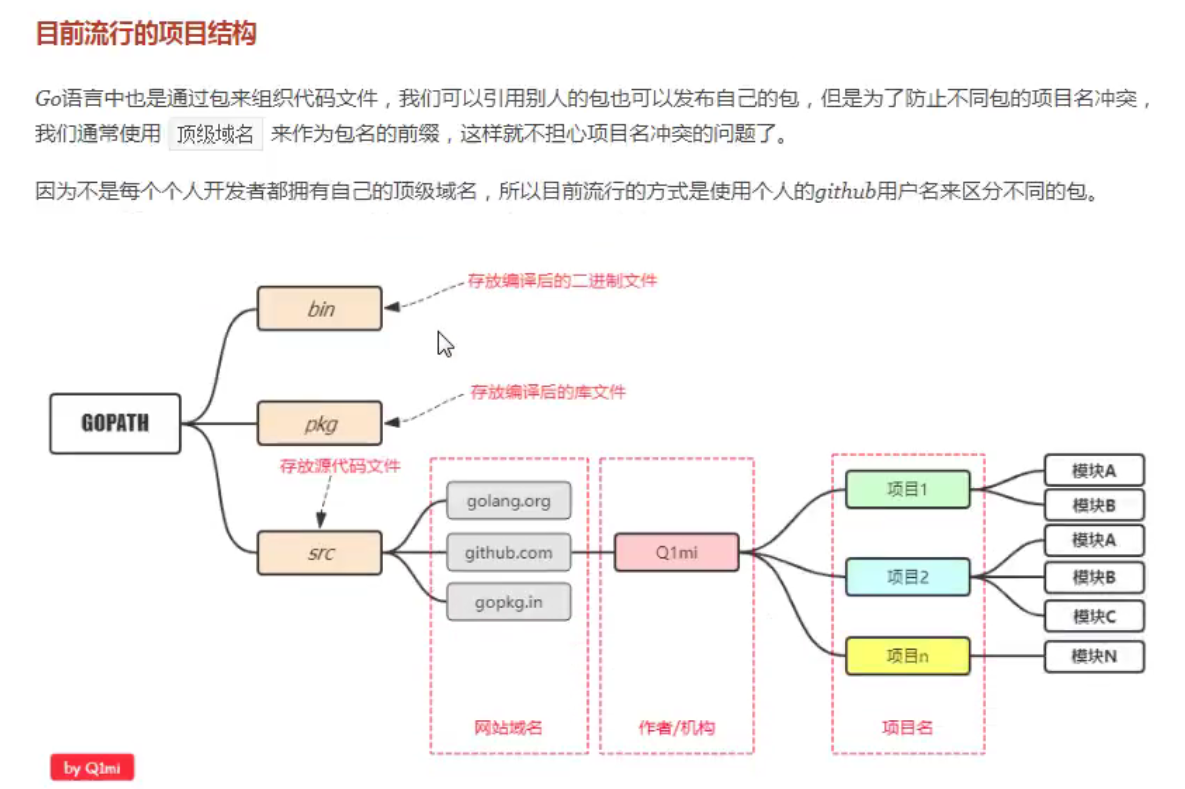 目前流行的项目结构
Go语言中也是通过包来组织代码文件，我们可以引用别人的包也可以发布自己的包，但是为了防止不同包的项目名冲突，
我们通常使用 顶级域名 来作为包名的前缀，这样就不担心项目名冲突的问题了。
因为不是每个个人开发者都拥有自己的顶级域名，所以目前流行的方式是使用个人的github用户名来区分不同的包。
存放编译后的二进制文件
bin
存放编译后的库文件
GOPATH
pkg
存放源代码文件
src
golang.org
github.com
gopkg.in
网站域名
Q1mi
作者/机构
项目1
项目2
项目n
项目名
模块A
模块B
模块A
模块B
模块C
模块N
by Q1mi